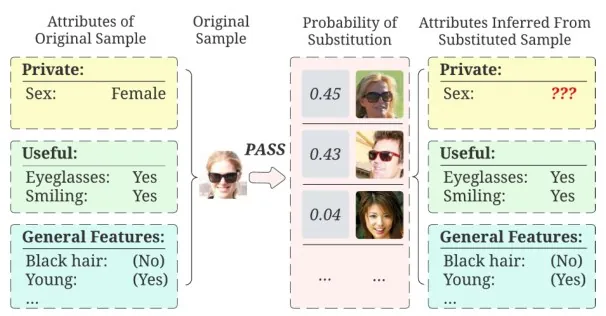 Attributes of
Original Sample
Original
Sample
Probability of
Substitution
Attributes Inferred From
Substituted Sample
Private:
Sex: Female
Useful:
Eyeglasses: Yes
Smiling: Yes
General Features:
Black hair: (No)
Young: (Yes)
...
PASS
0.45
0.43
0.04
... ...
Private:
Sex: ???
Useful:
Eyeglasses: Yes
Smiling: Yes
General Features:
Black hair: (No)
Young: (Yes)
...